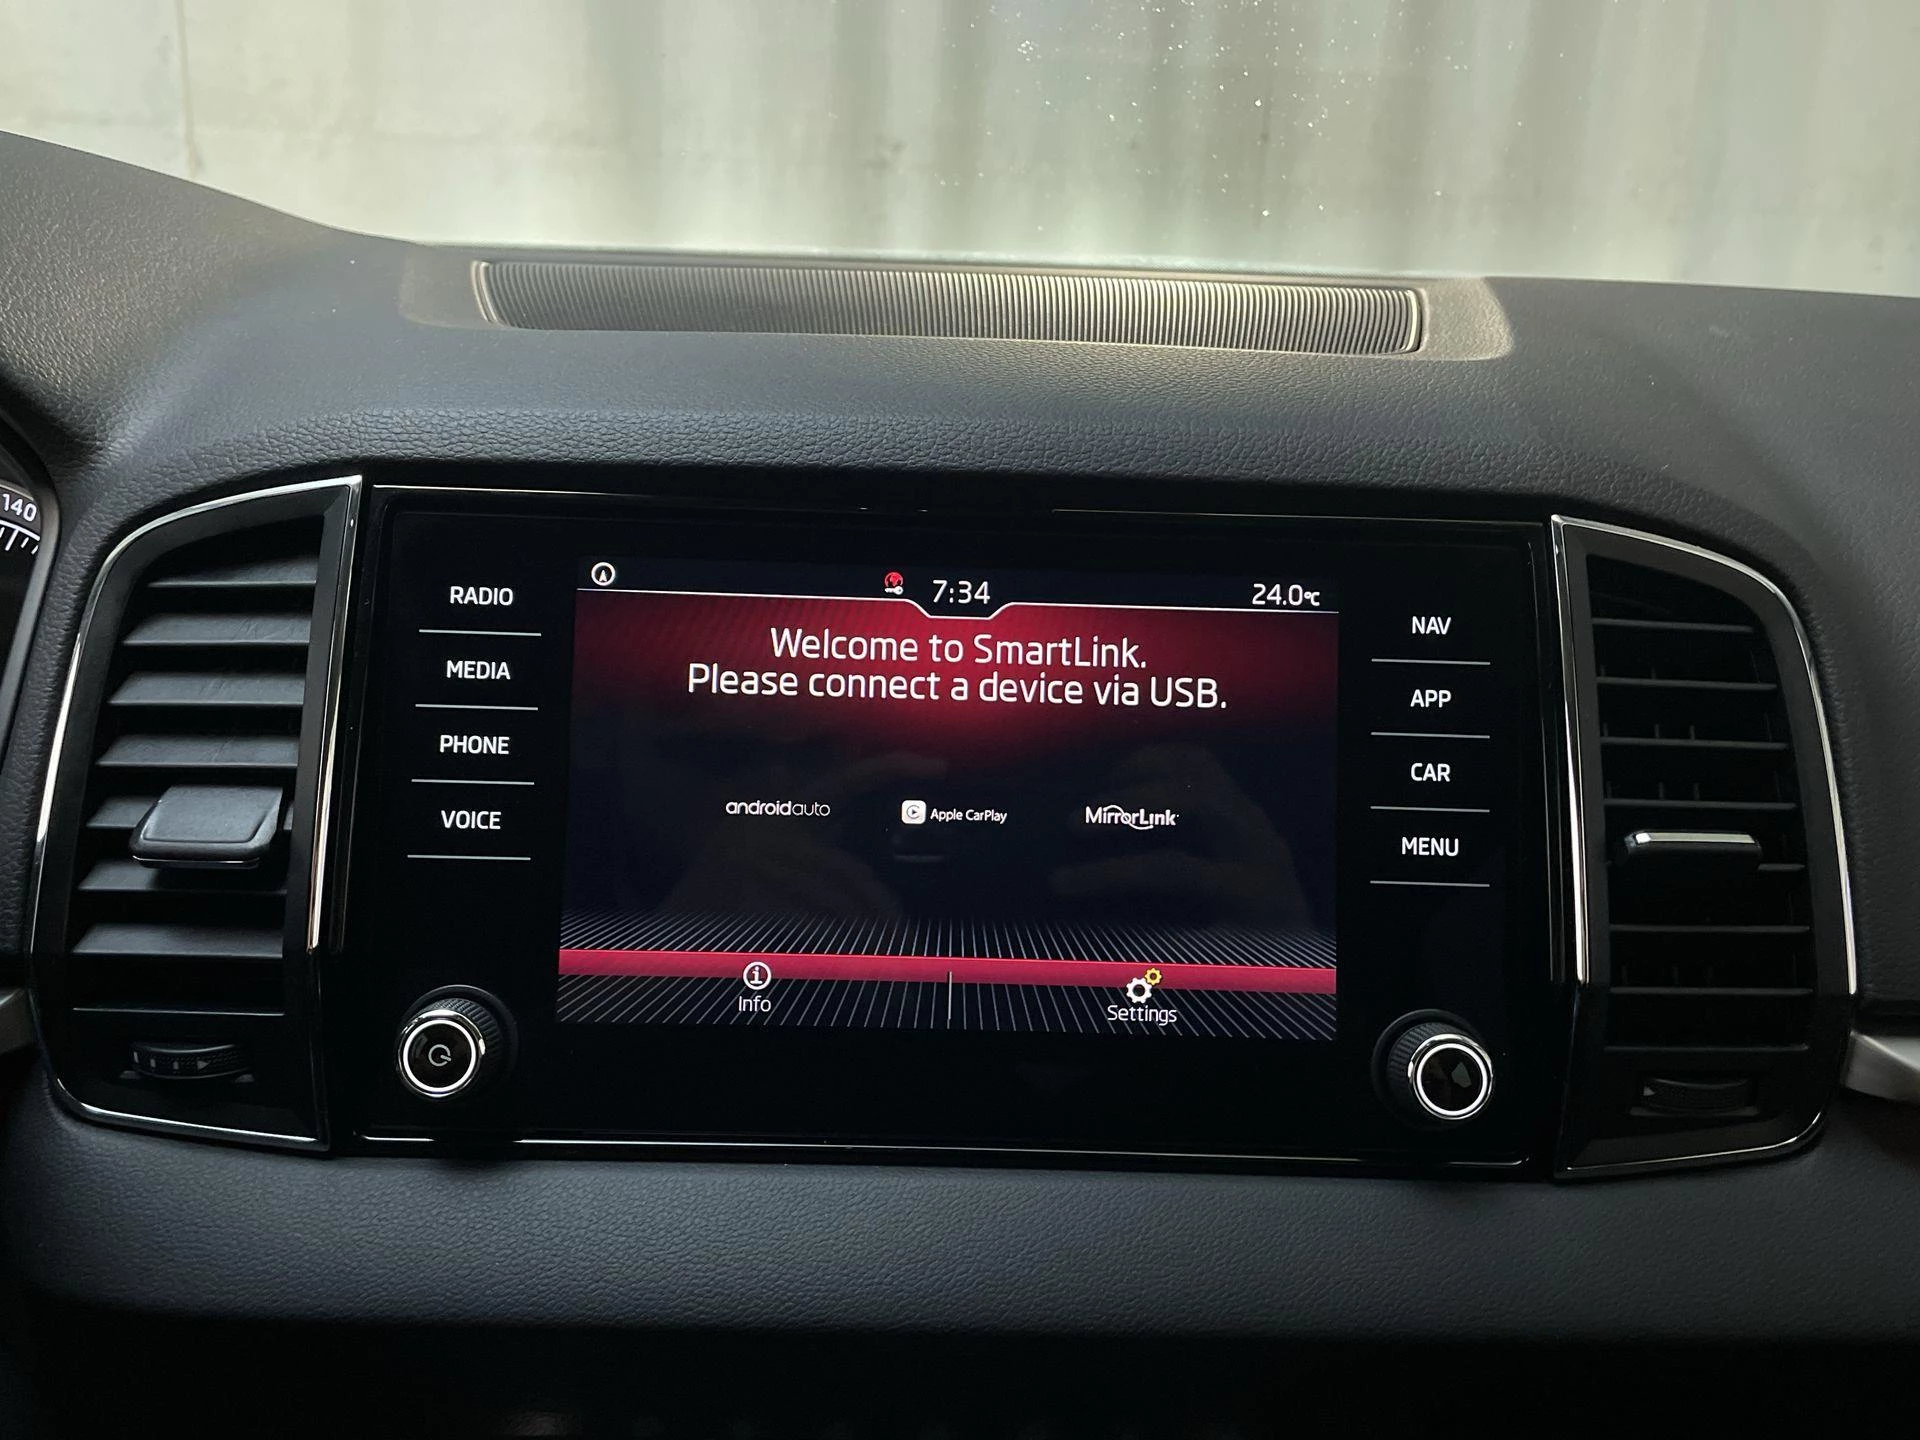 140
RADIO
MEDIA
PHONE
VOICE
7:34
24.0°C
Welcome to SmartLink.
Please connect a device via USB.
androidauto
Apple CarPlay
MirrorLink
Info
Settings
NAV
APP
CAR
MENU